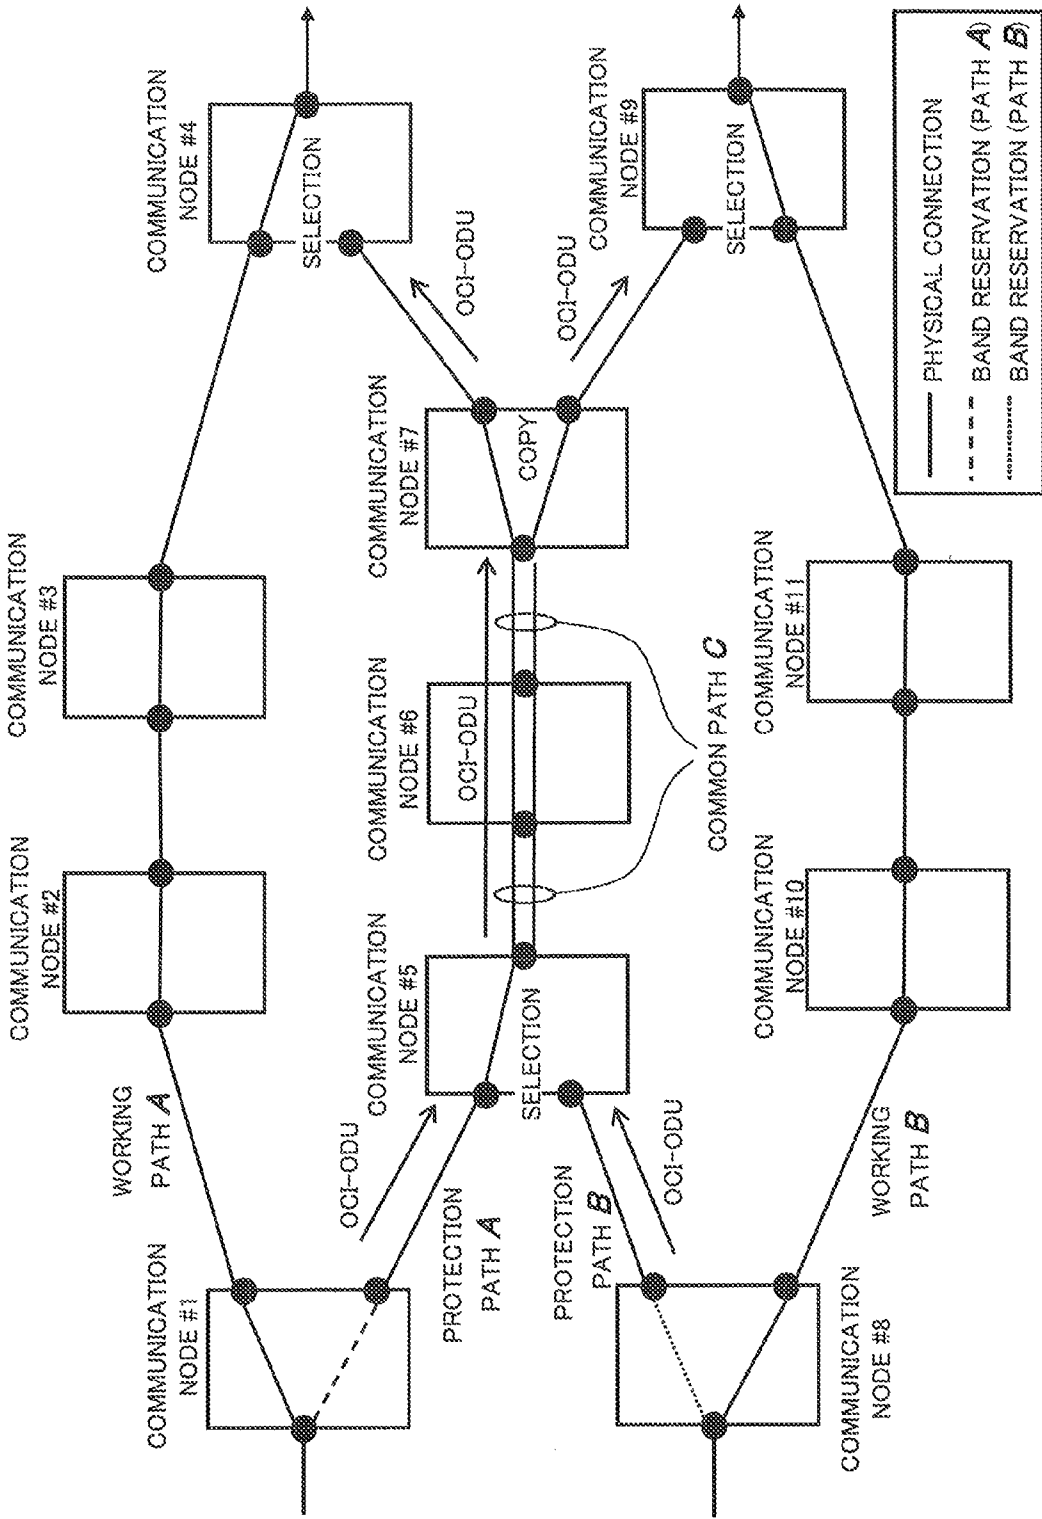 COMMUNICATION
NODE #1
COMMUNICATION
NODE #2
COMMUNICATION
NODE #3
COMMUNICATION
NODE #4
WORKING
PATH A
SELECTION
OCI-ODU
PROTECTION
PATH A
OCI-ODU
COMMUNICATION
NODE #5
SELECTION
COMMUNICATION
NODE #6
OCI-ODU
COMMUNICATION
NODE #7
COPY
COMMON PATH C
PROTECTION
PATH B
OCI-ODU
OCI-ODU
COMMUNICATION
NODE #9
SELECTION
WORKING
PATH B
COMMUNICATION
NODE #8
COMMUNICATION
NODE #10
COMMUNICATION
NODE #11
PHYSICAL CONNECTION
BAND RESERVATION (PATH A)
BAND RESERVATION (PATH B)